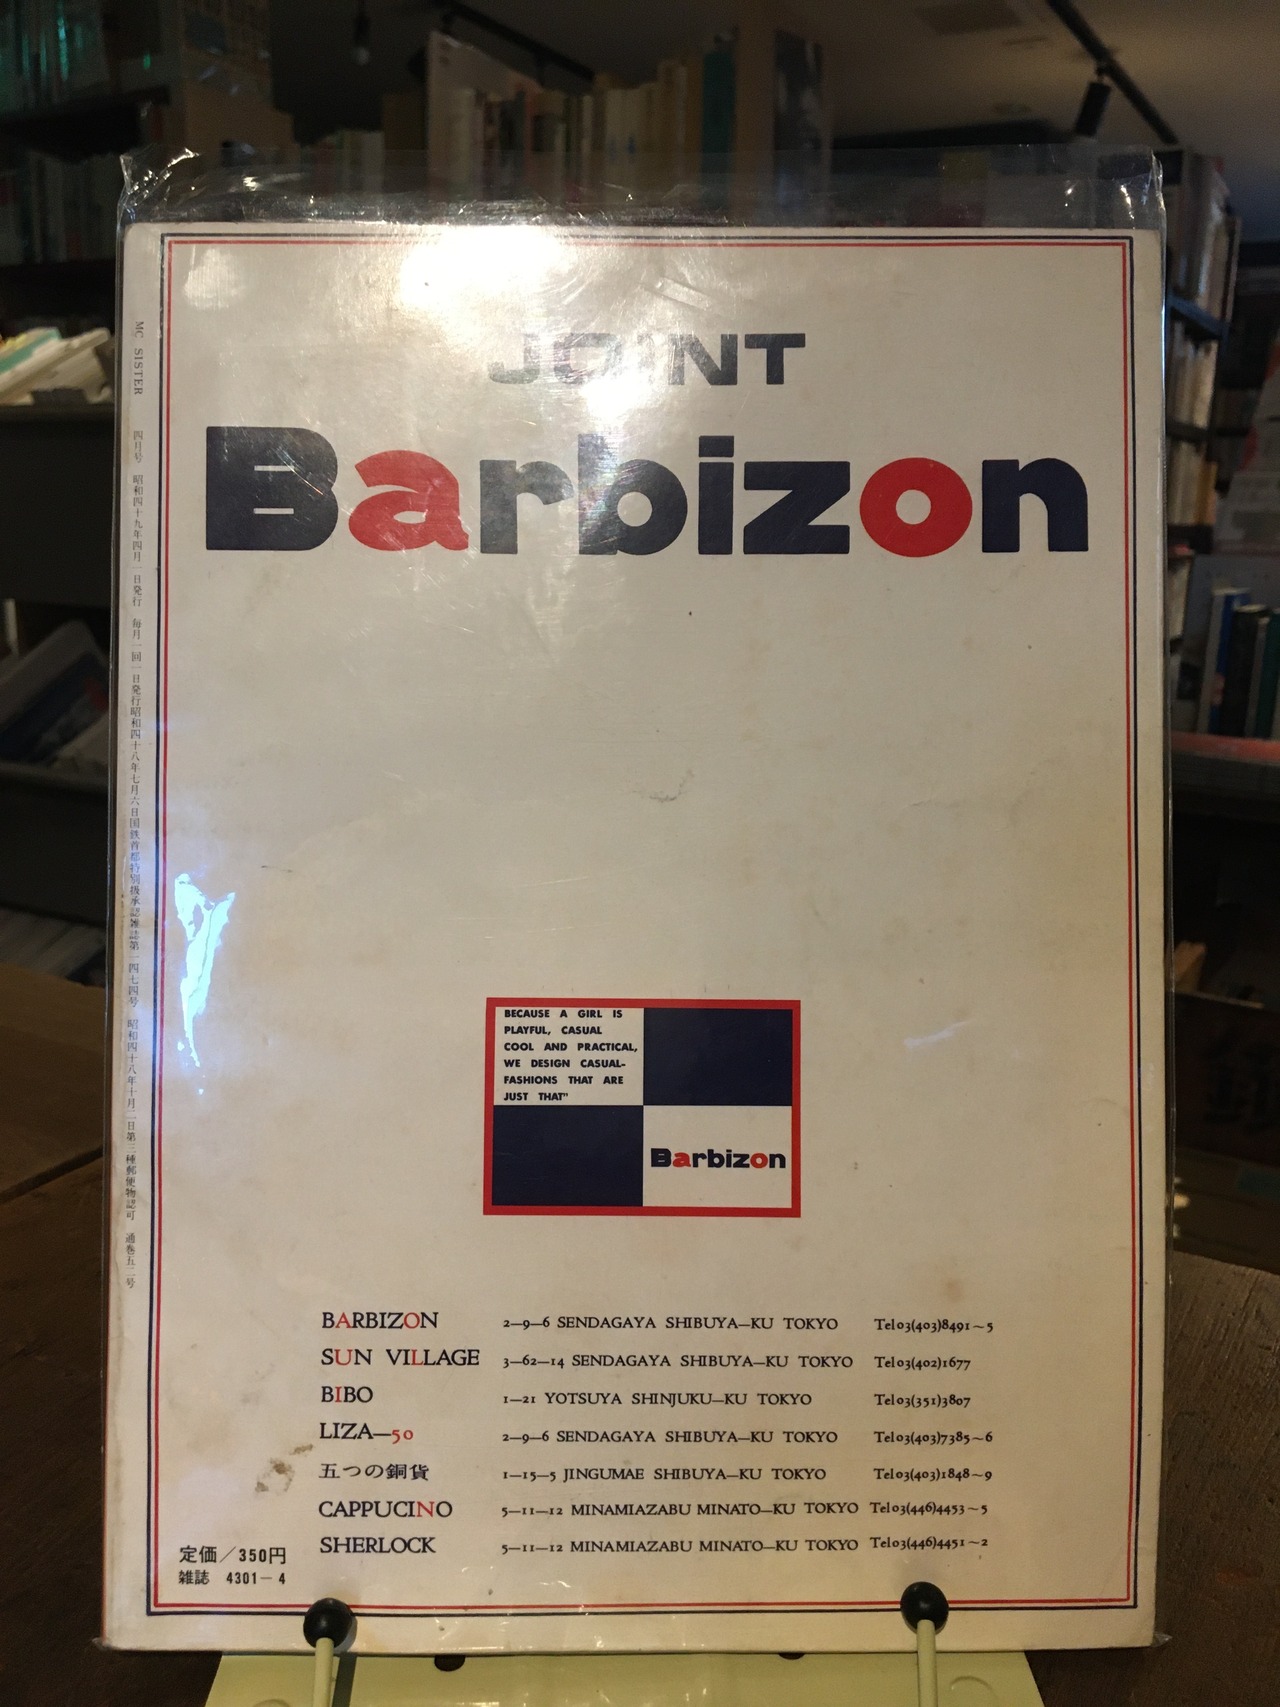 JOINT
Barbizon
MC SISTER 四月号 昭和四十九年四月一日発行 毎月一回一日発行 昭和四十八年七月六日国鉄首都特別扱承認雑誌第一四七四号 昭和四十八年十月二日第三種郵便物認可 通巻五二号
BECAUSE A GIRL IS
PLAYFUL, CASUAL
COOL AND PRACTICAL,
WE DESIGN CASUAL-
FASHIONS THAT ARE
JUST THAT"
Barbizon
BARBIZON 2—9—6 SENDAGAYA SHIBUYA—KU TOKYO Tel03(403)8491~5
SUN VILLAGE 3—62—14 SENDAGAYA SHIBUYA—KU TOKYO Tel03(402)1677
BIBO 1—21 YOTSUYA SHINJUKU—KU TOKYO Tel03(351)3807
LIZA—50 2—9—6 SENDAGAYA SHIBUYA—KU TOKYO Tel03(403)7385~6
五つの銅貨 1—15—5 JINGUMAE SHIBUYA—KU TOKYO Tel03(403)1848~9
CAPPUCINO 5—11—12 MINAMIAZABU MINATO—KU TOKYO Tel03(446)4453~5
SHERLOCK 5—11—12 MINAMIAZABU MINATO—KU TOKYO Tel03(446)4451~2
定価/350円
雑誌 4301—4